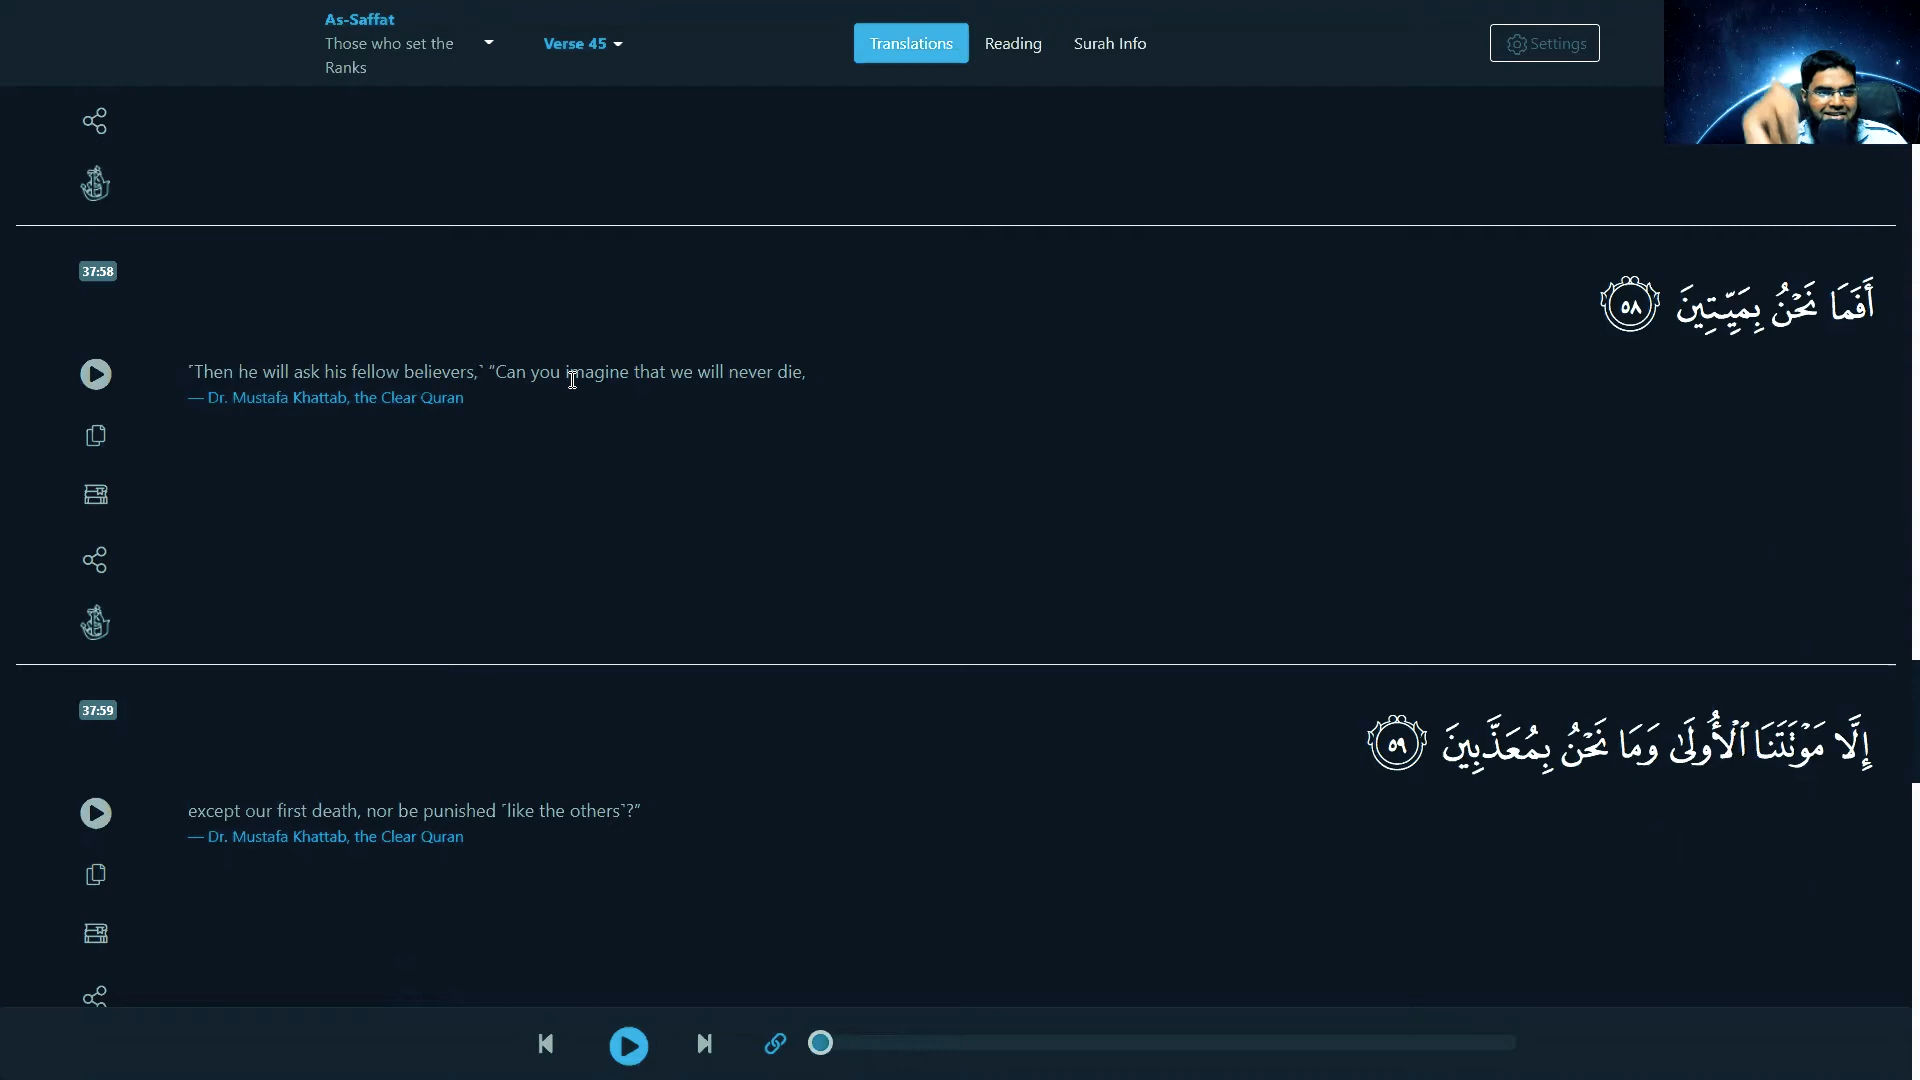 As-Saffat
Those who set the
Ranks
Verse 45
Translations
Reading
Surah Info
Settings
37:58
أَفَمَا نَحْنُ بِمَيِّتِينَ ٥٨
⸢Then he will ask his fellow believers,⸣ “Can you imagine that we will never die,
— Dr. Mustafa Khattab, the Clear Quran
37:59
إِلَّا مَوْتَتَنَا ٱلْأُولَىٰ وَمَا نَحْنُ بِمُعَذَّبِينَ ٥٩
except our first death, nor be punished ⸢like the others⸣?”
— Dr. Mustafa Khattab, the Clear Quran